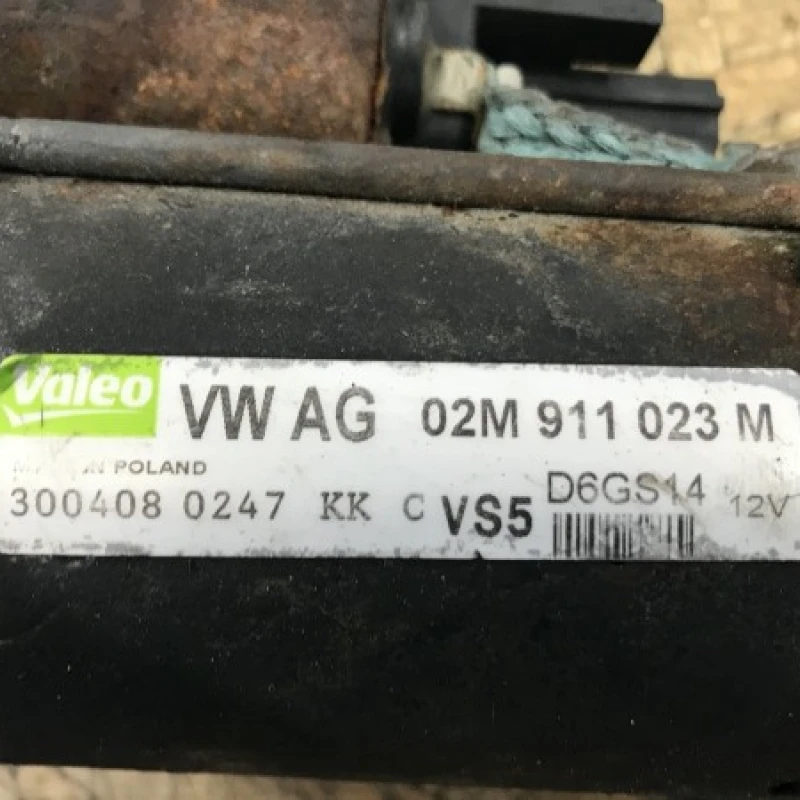 Valeo VW AG 02M 911 023 M
POLAND
300408 0247 KK C VS5 D6GS14 12V